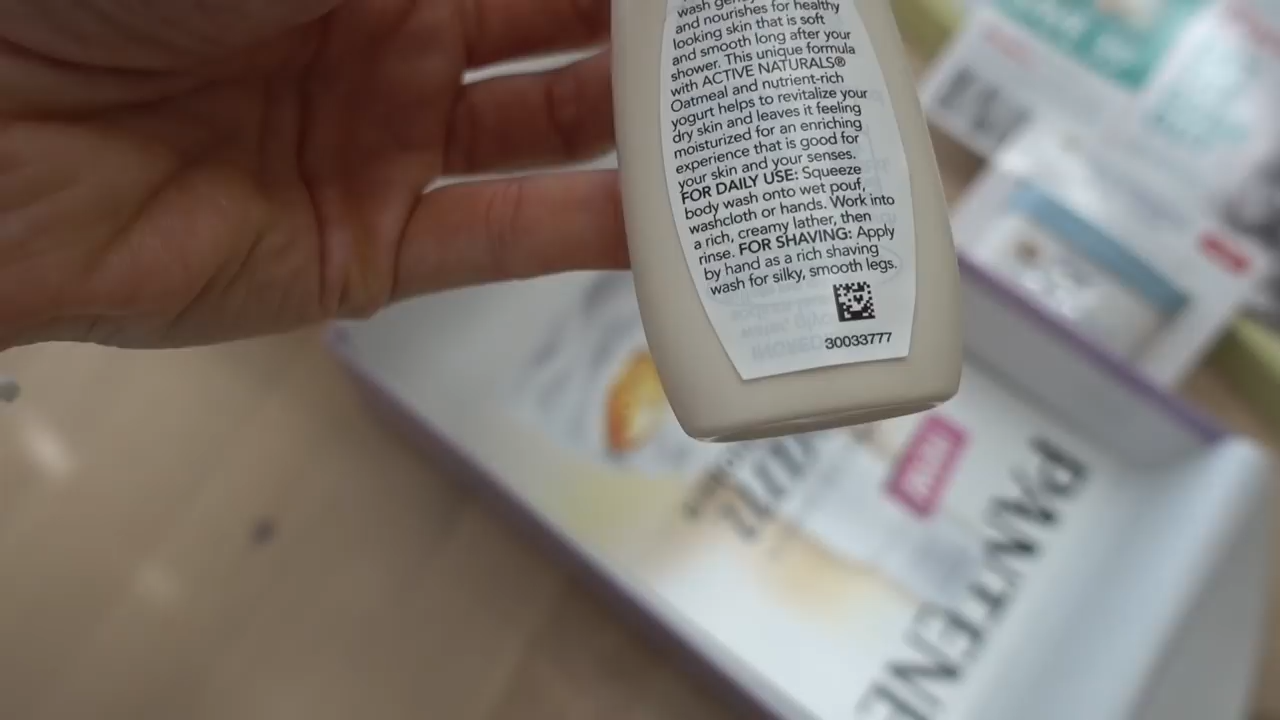 wash
and nourishes for healthy
looking skin that is soft
and smooth long after your
shower. This unique formula
with ACTIVE NATURALS®
Oatmeal and nutrient-rich
yogurt helps to revitalize your
dry skin and leaves it feeling
moisturized for an enriching
experience that is good for
your skin and your senses.
FOR DAILY USE: Squeeze
body wash onto wet pouf,
washcloth or hands. Work into
a rich, creamy lather, then
rinse. FOR SHAVING: Apply
by hand as a rich shaving
wash for silky, smooth legs.
30033777
new
PANTENE